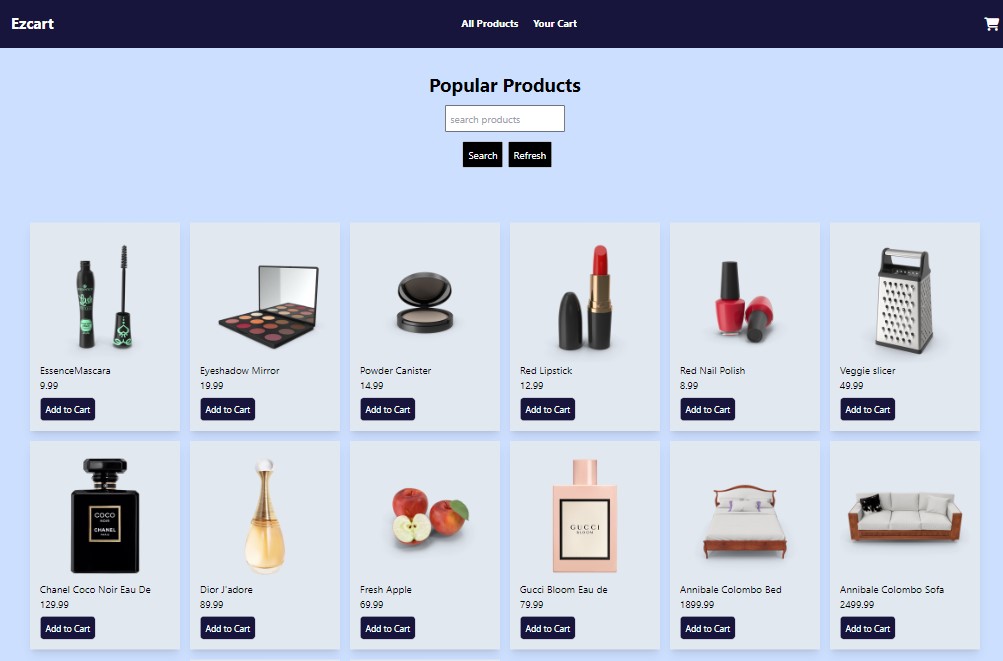 Ezcart
All Products Your Cart
Popular Products
search products
Search Refresh
EssenceMascara
9.99
Add to Cart
Eyeshadow Mirror
19.99
Add to Cart
Powder Canister
14.99
Add to Cart
Red Lipstick
12.99
Add to Cart
Red Nail Polish
8.99
Add to Cart
Veggie slicer
49.99
Add to Cart
COCO
NOIR
CHANEL
PARIS
Chanel Coco Noir Eau De
129.99
Add to Cart
Dior J'adore
89.99
Add to Cart
Fresh Apple
69.99
Add to Cart
GUCCI
BLOOM
Gucci Bloom Eau de
79.99
Add to Cart
Annibale Colombo Bed
1899.99
Add to Cart
Annibale Colombo Sofa
2499.99
Add to Cart